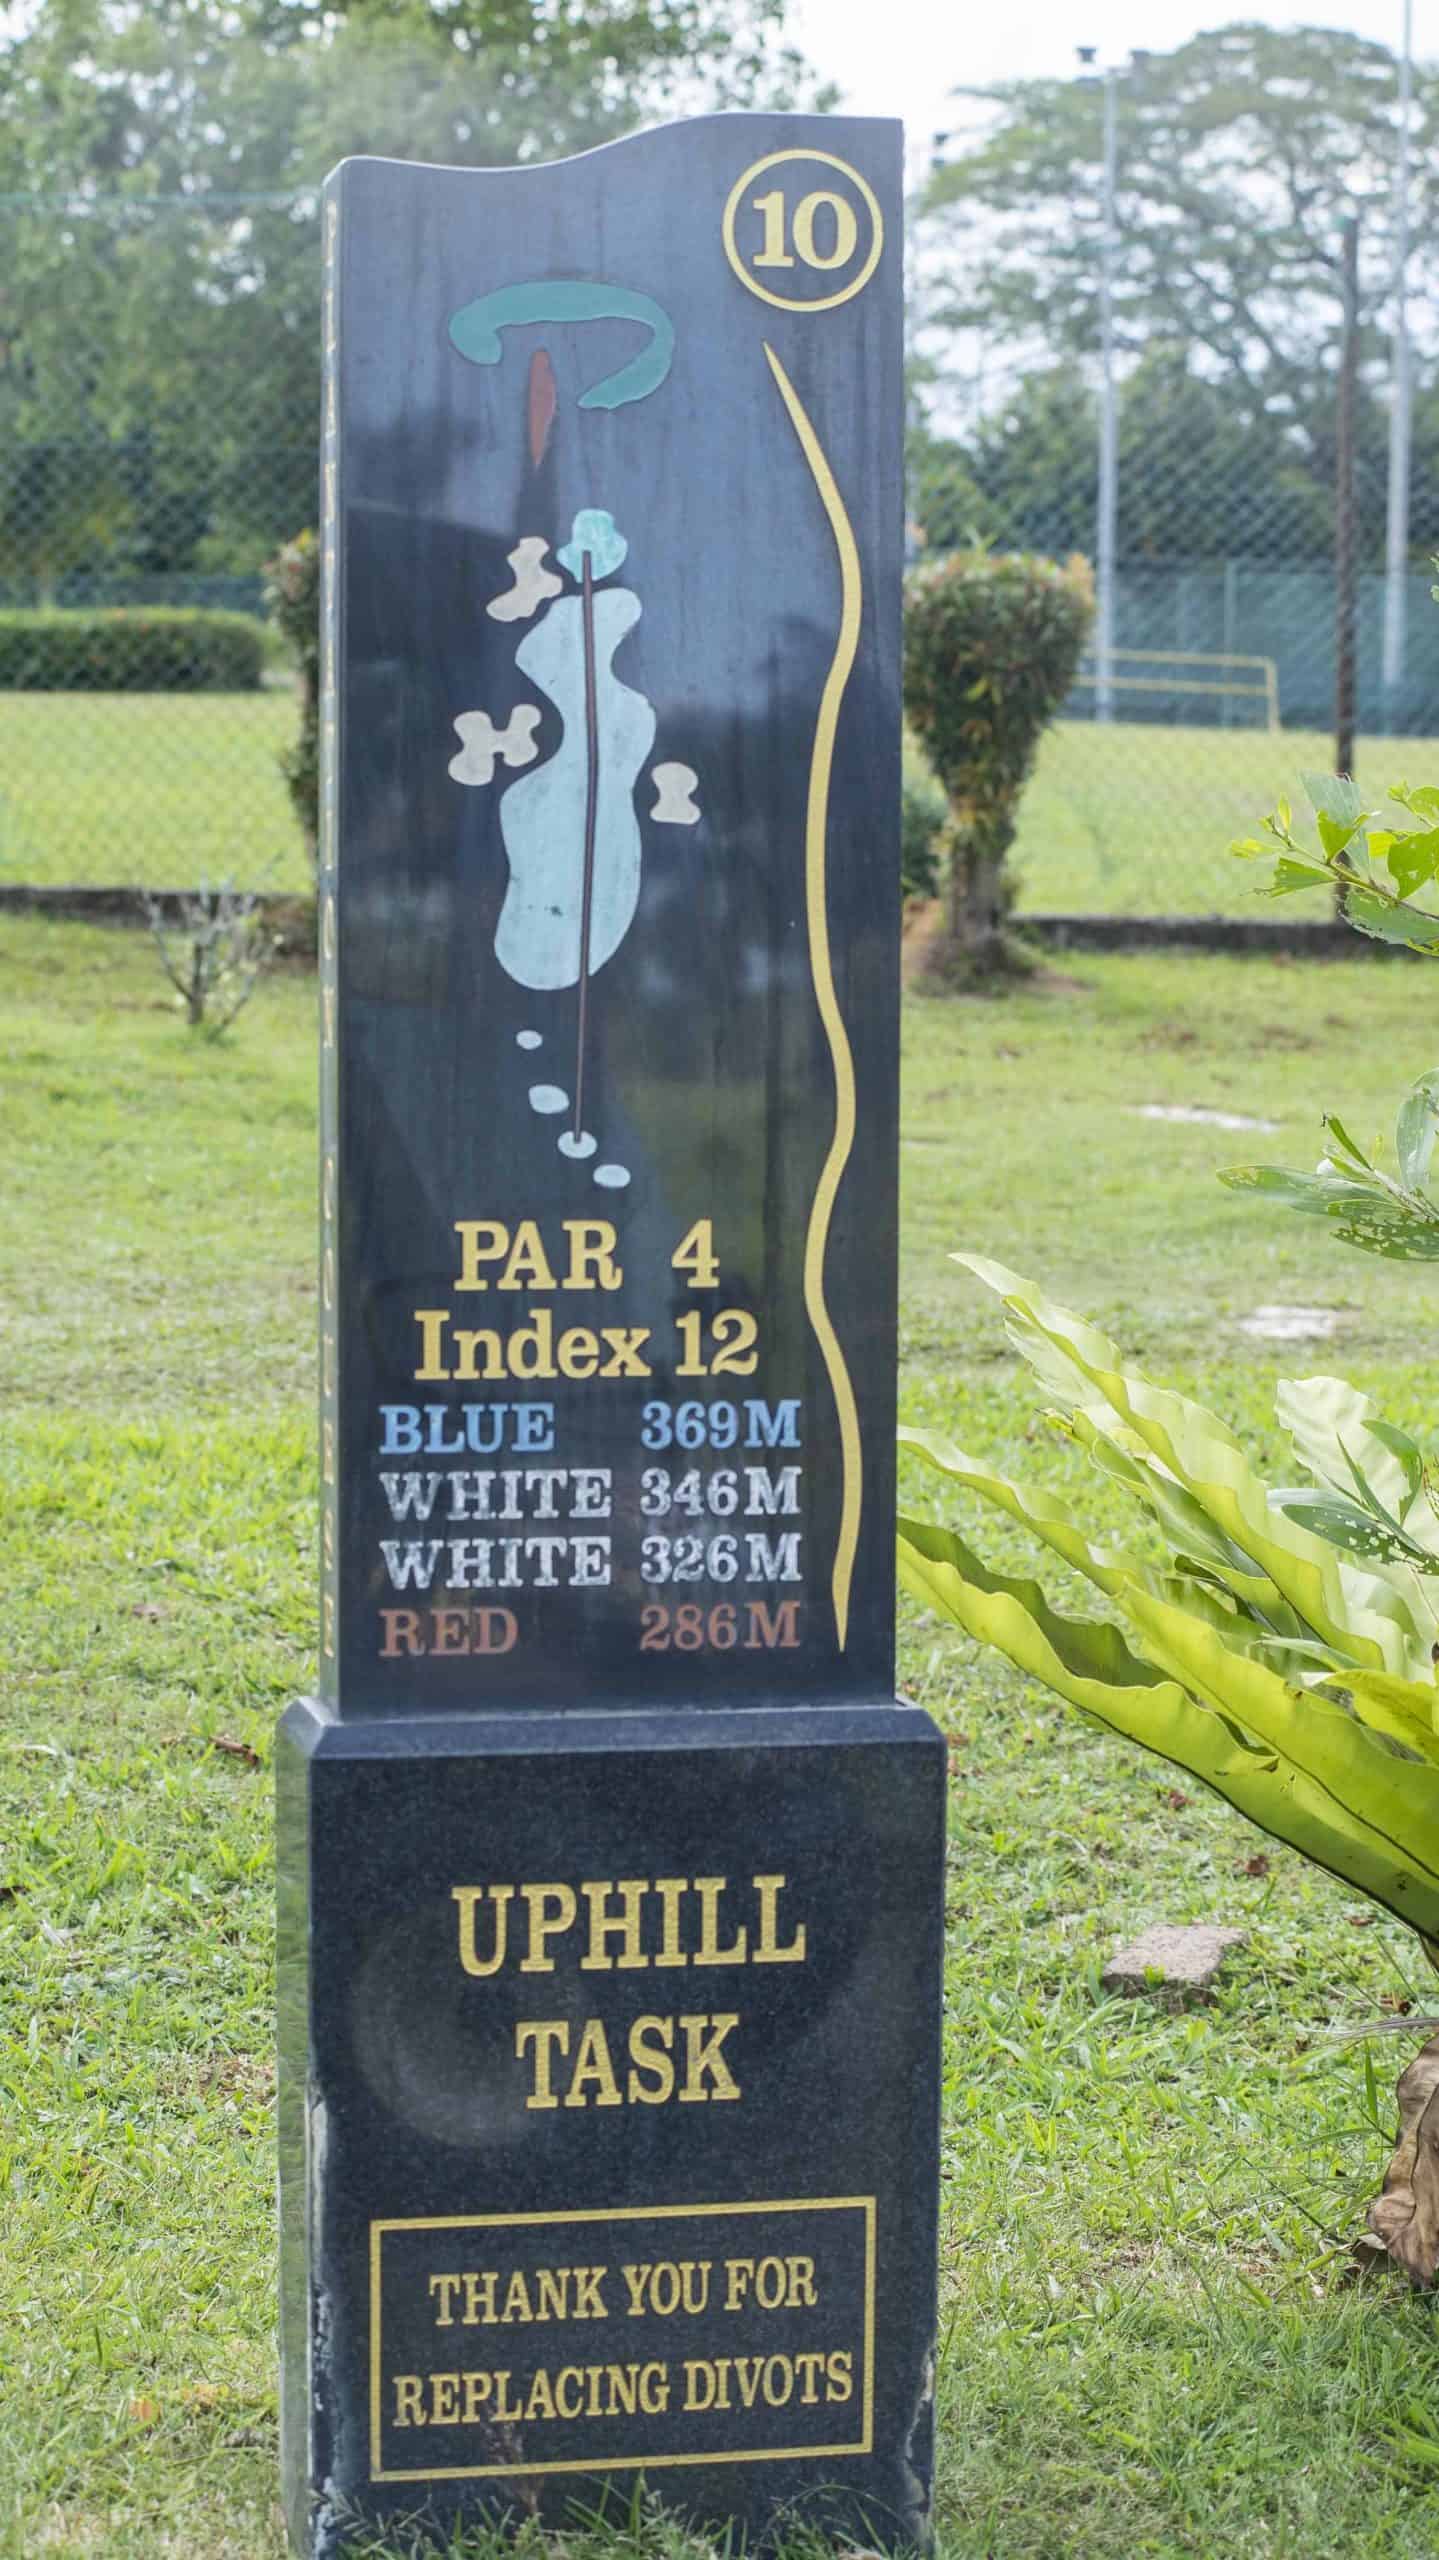 10
PAR 4
Index 12
BLUE 369M
WHITE 346M
WHITE 326M
RED 286M
UPHILL
TASK
THANK YOU FOR
REPLACING DIVOTS